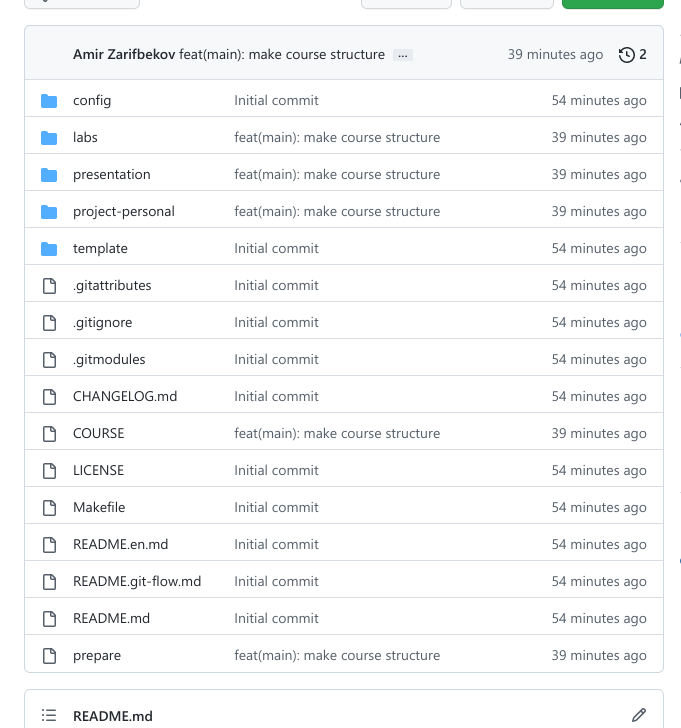 Amir Zarifbekov feat(main): make course structure ... 39 minutes ago 2
config Initial commit 54 minutes ago
labs feat(main): make course structure 39 minutes ago
presentation feat(main): make course structure 39 minutes ago
project-personal feat(main): make course structure 39 minutes ago
template Initial commit 54 minutes ago
.gitattributes Initial commit 54 minutes ago
.gitignore Initial commit 54 minutes ago
.gitmodules Initial commit 54 minutes ago
CHANGELOG.md Initial commit 54 minutes ago
COURSE feat(main): make course structure 39 minutes ago
LICENSE Initial commit 54 minutes ago
Makefile Initial commit 54 minutes ago
README.en.md Initial commit 54 minutes ago
README.git-flow.md Initial commit 54 minutes ago
README.md Initial commit 54 minutes ago
prepare feat(main): make course structure 39 minutes ago
README.md